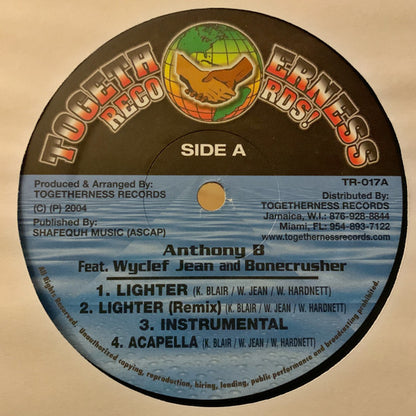 TOGETHERNESS
RECORDS!
SIDE A
TR-017A
Produced & Arranged By:
TOGETHERNESS RECORDS
(C) (P) 2004
Published By:
SHAFEQUH MUSIC (ASCAP)
Distributed By:
TOGETHERNESS RECORDS
Jamaica, W.I.: 876-928-8844
Miami, FL: 954-893-7122
www.togethernessrecords.com
Anthony B
Feat. Wyclef Jean and Bonecrusher
1. LIGHTER (K. BLAIR / W. JEAN / W. HARDNETT)
2. LIGHTER (Remix) (K. BLAIR / W. JEAN / W. HARDNETT)
3. INSTRUMENTAL
4. ACAPELLA (K. BLAIR / W. JEAN / W. HARDNETT)
All Rights Reserved.
Unauthorized copying, reproduction, hiring, lending, public performance and broadcasting prohibited.